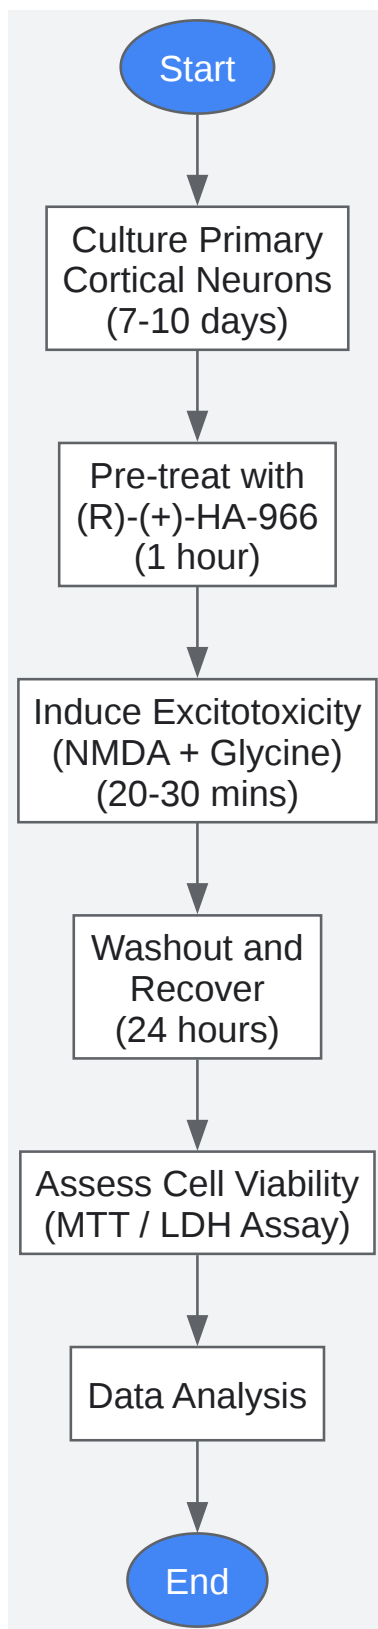 Start
Culture Primary
Cortical Neurons
(7-10 days)
Pre-treat with
(R)-(+)-HA-966
(1 hour)
Induce Excitotoxicity
(NMDA + Glycine)
(20-30 mins)
Washout and
Recover
(24 hours)
Assess Cell Viability
(MTT / LDH Assay)
Data Analysis
End